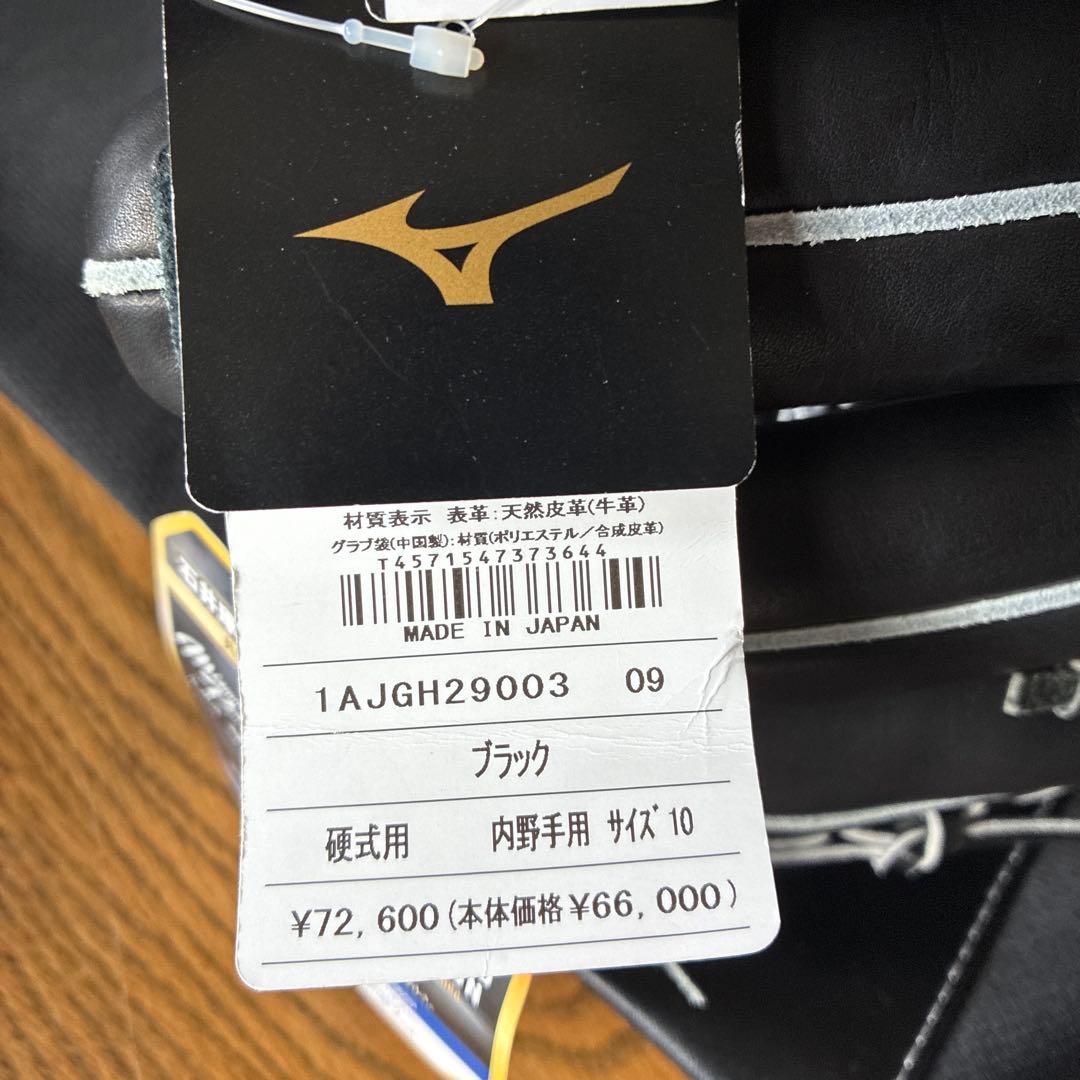 材質表示 表革:天然皮革(牛革)
グラブ袋(中国製):材質(ポリエステル/合成皮革)
T4571547373644
MADE IN JAPAN
1AJGH29003 09
ブラック
硬式用 内野手用 サイズ10
¥72,600(本体価格¥66,000)